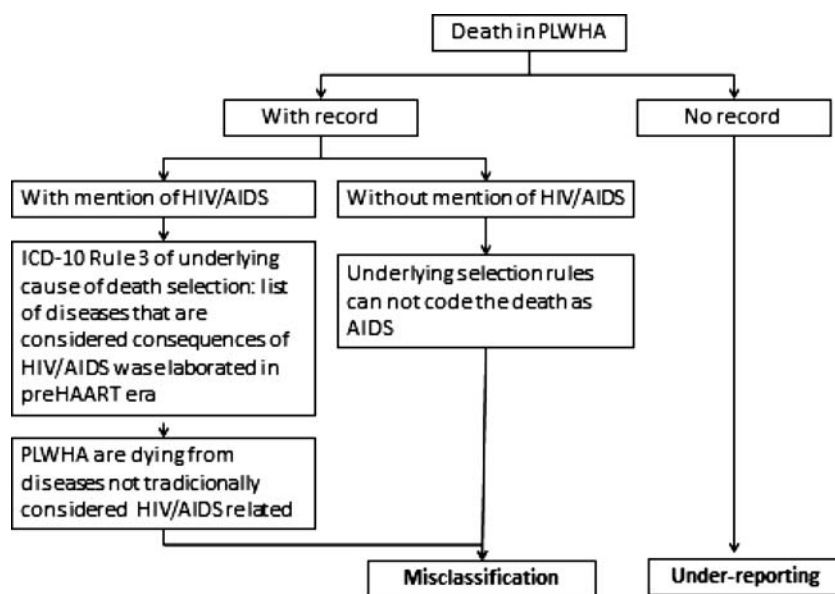 Death in PLWHA
With record
No record
With mention of HIV/AIDS
Without mention of HIV/AIDS
ICD-10 Rule 3 of underlying
cause of death selection: list
of diseases that are
considered consequences of
HIV/AIDS was elaborated in
preHAART era
Underlying selection rules
can not code the death as
AIDS
PLWHA are dying from
diseases not tradicionally
considered HIV/AIDS related
Misclassification
Under-reporting